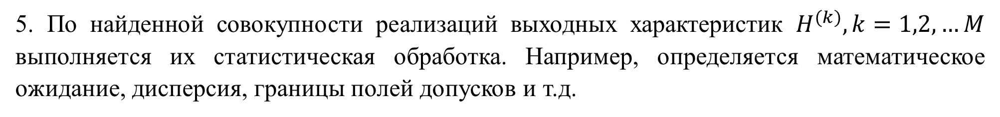 5. По найденной совокупности реализаций выходных характеристик H^(k), k = 1,2, … M
выполняется их статистическая обработка. Например, определяется математическое
ожидание, дисперсия, границы полей допусков и т.д.